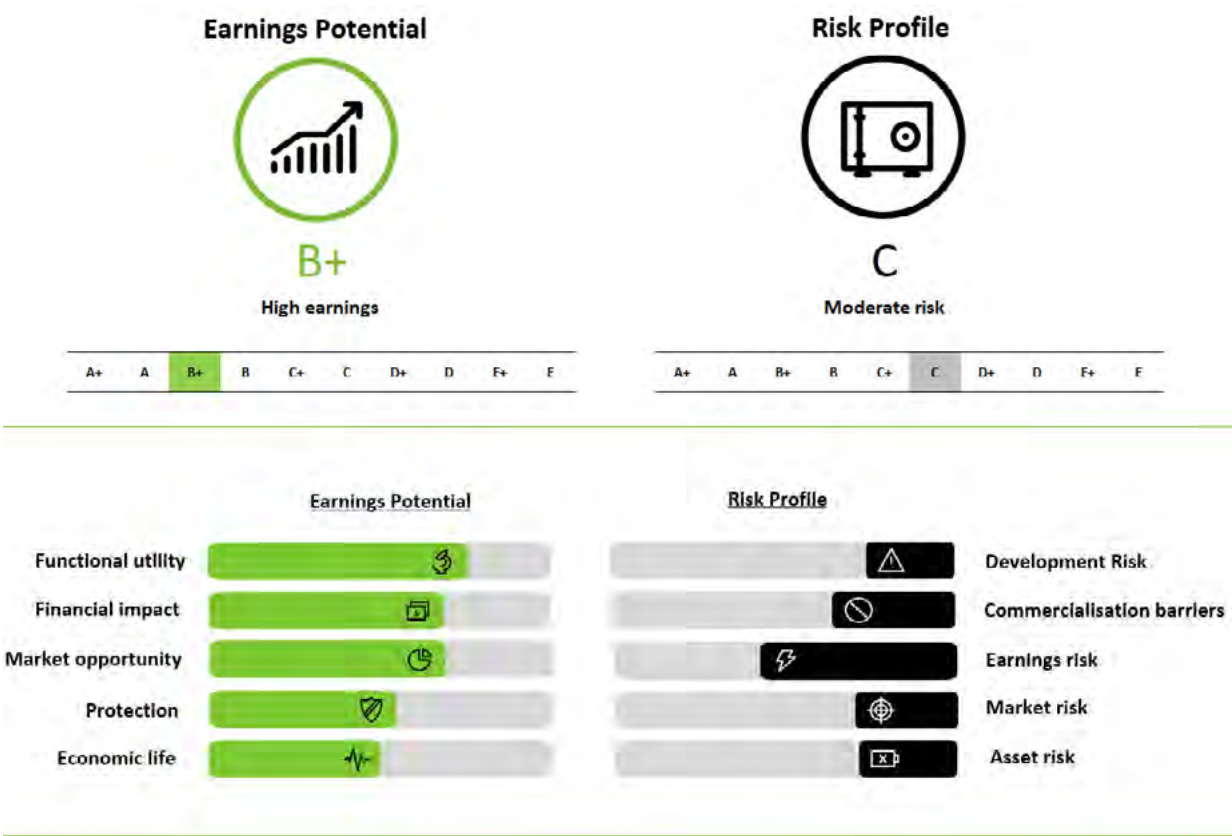 Earnings Potential
Risk Profile
B+
C
High earnings
Moderate risk
A+ A B+ B C+ C D+ D E+ E
A+ A B+ B C+ C D+ D E+ E
Earnings Potential
Risk Profile
Functional utility
Development Risk
Financial impact
Commercialisation barriers
Market opportunity
Earnings risk
Protection
Market risk
Economic life
Asset risk